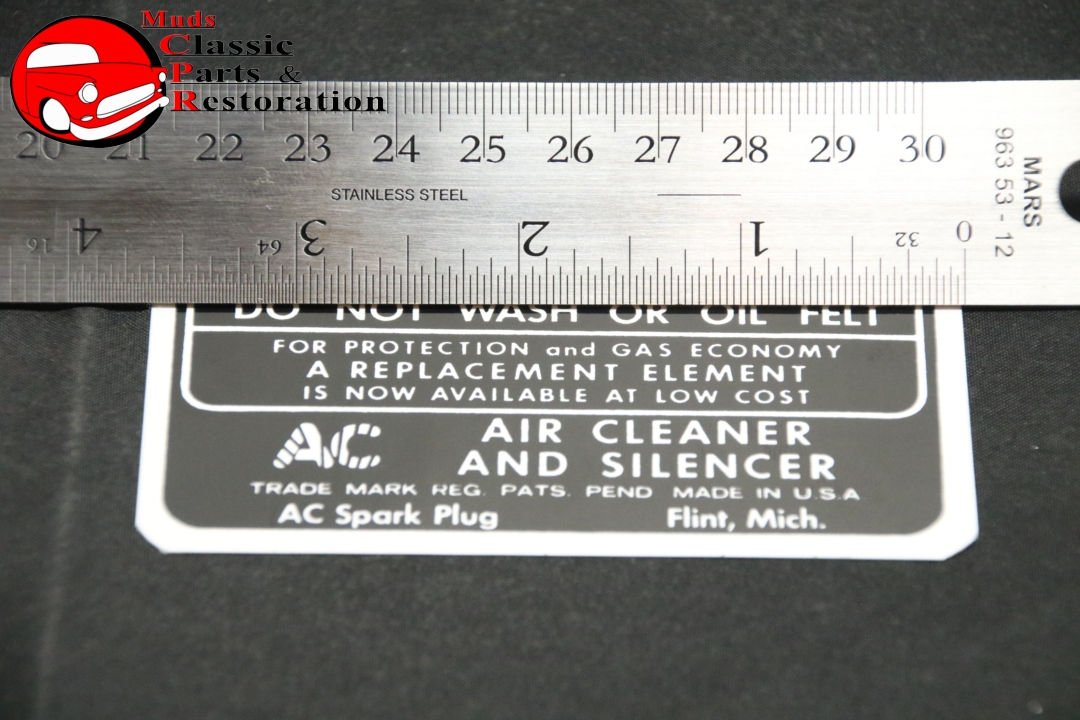 Muds
Classic
Parts &
Restoration
20 21 22 23 24 25 26 27 28 29 30
STAINLESS STEEL
MARS
963 53 - 12
16 4 64 3 2 1 32 0
DO NOT WASH OR OIL FELT
FOR PROTECTION and GAS ECONOMY
A REPLACEMENT ELEMENT
IS NOW AVAILABLE AT LOW COST
AC AIR CLEANER
AND SILENCER
TRADE MARK REG. PATS. PEND MADE IN U.S.A
AC Spark Plug Flint, Mich.